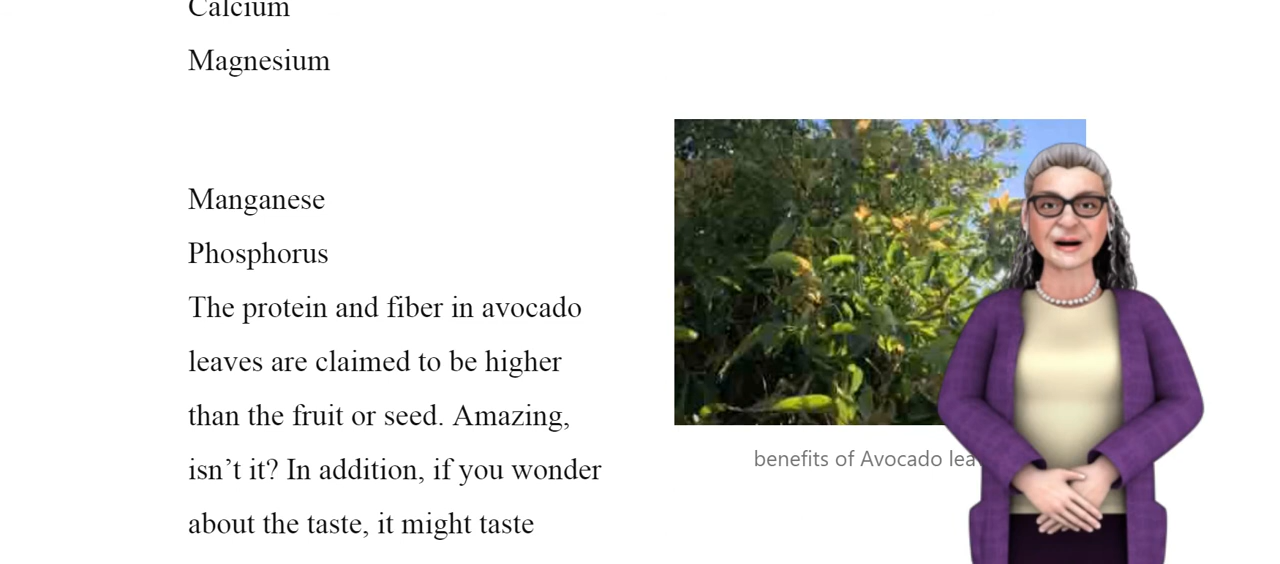 Calcium
Magnesium
Manganese
Phosphorus
The protein and fiber in avocado
leaves are claimed to be higher
than the fruit or seed. Amazing,
isn’t it? In addition, if you wonder
about the taste, it might taste
benefits of Avocado